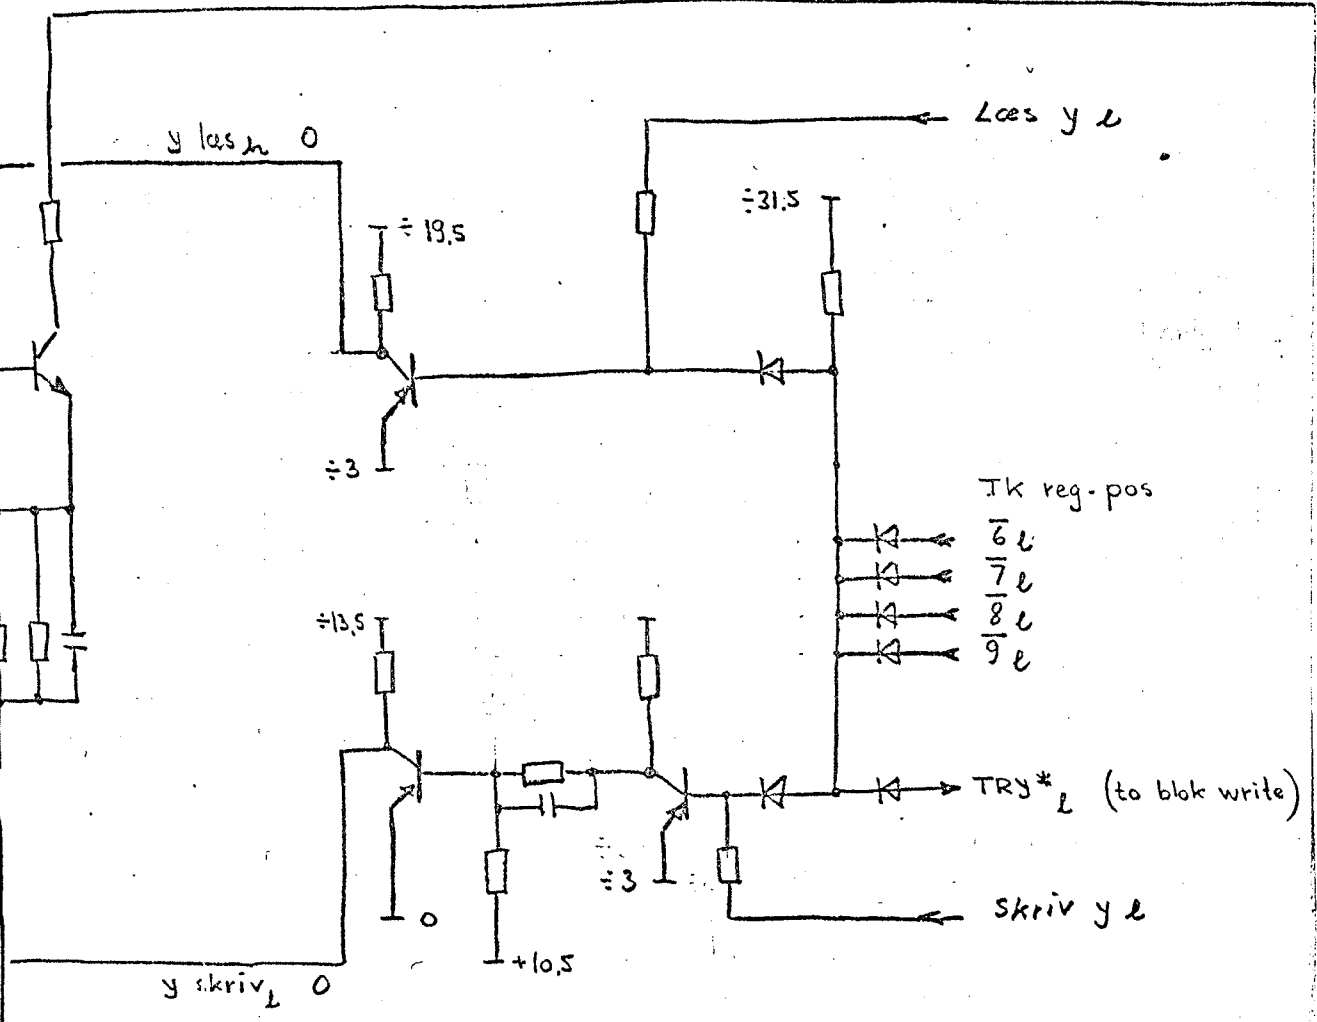 Læs y l
y læs h 0
÷31,5
÷19,5
÷3
IK reg.pos
6̅ l
7̅ l
8̅ l
9̅ l
÷13,5
TRY* l (to blok write)
÷3
Skriv y l
0
+10,5
y skriv l 0